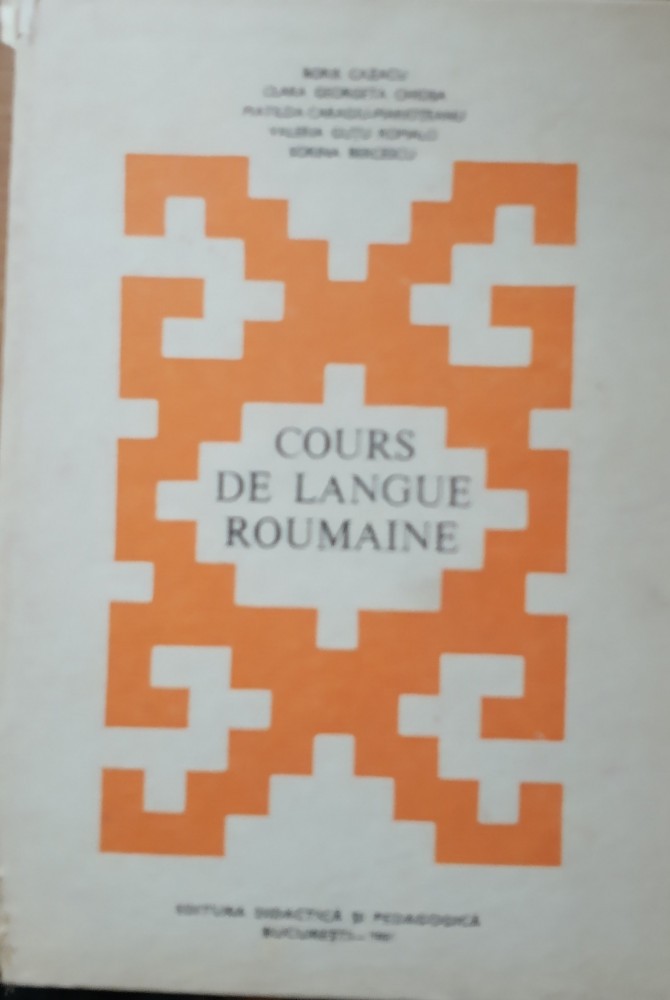 BORIS CAZACU
CLARA GEORGETA CHIOSA
MATILDA CARAGIU-MARIOȚEANU
VALERIA GUȚU ROMALO
SORINA BERCESCU
COURS
DE LANGUE
ROUMAINE
EDITURA DIDACTICĂ ȘI PEDAGOGICĂ
BUCUREȘTI —